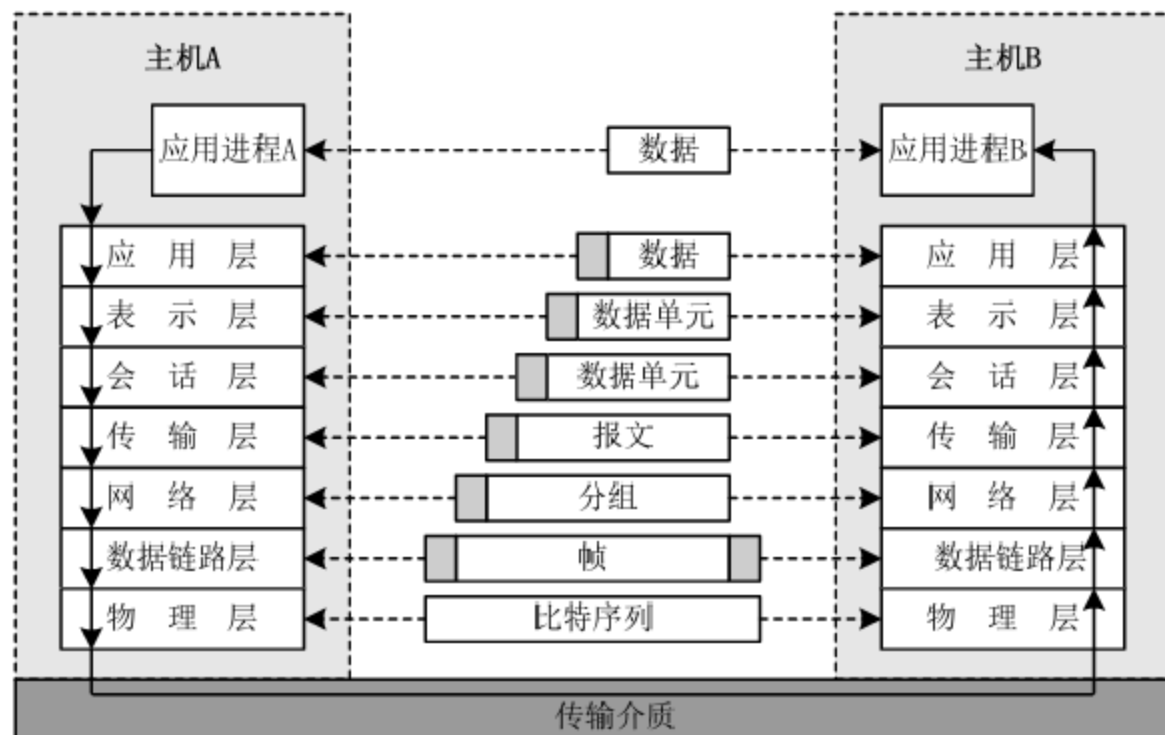 主机A
主机B
应用进程A
数据
应用进程B
应用层
数据
应用层
表示层
数据单元
表示层
会话层
数据单元
会话层
传输层
报文
传输层
网络层
分组
网络层
数据链路层
帧
数据链路层
物理层
比特序列
物理层
传输介质